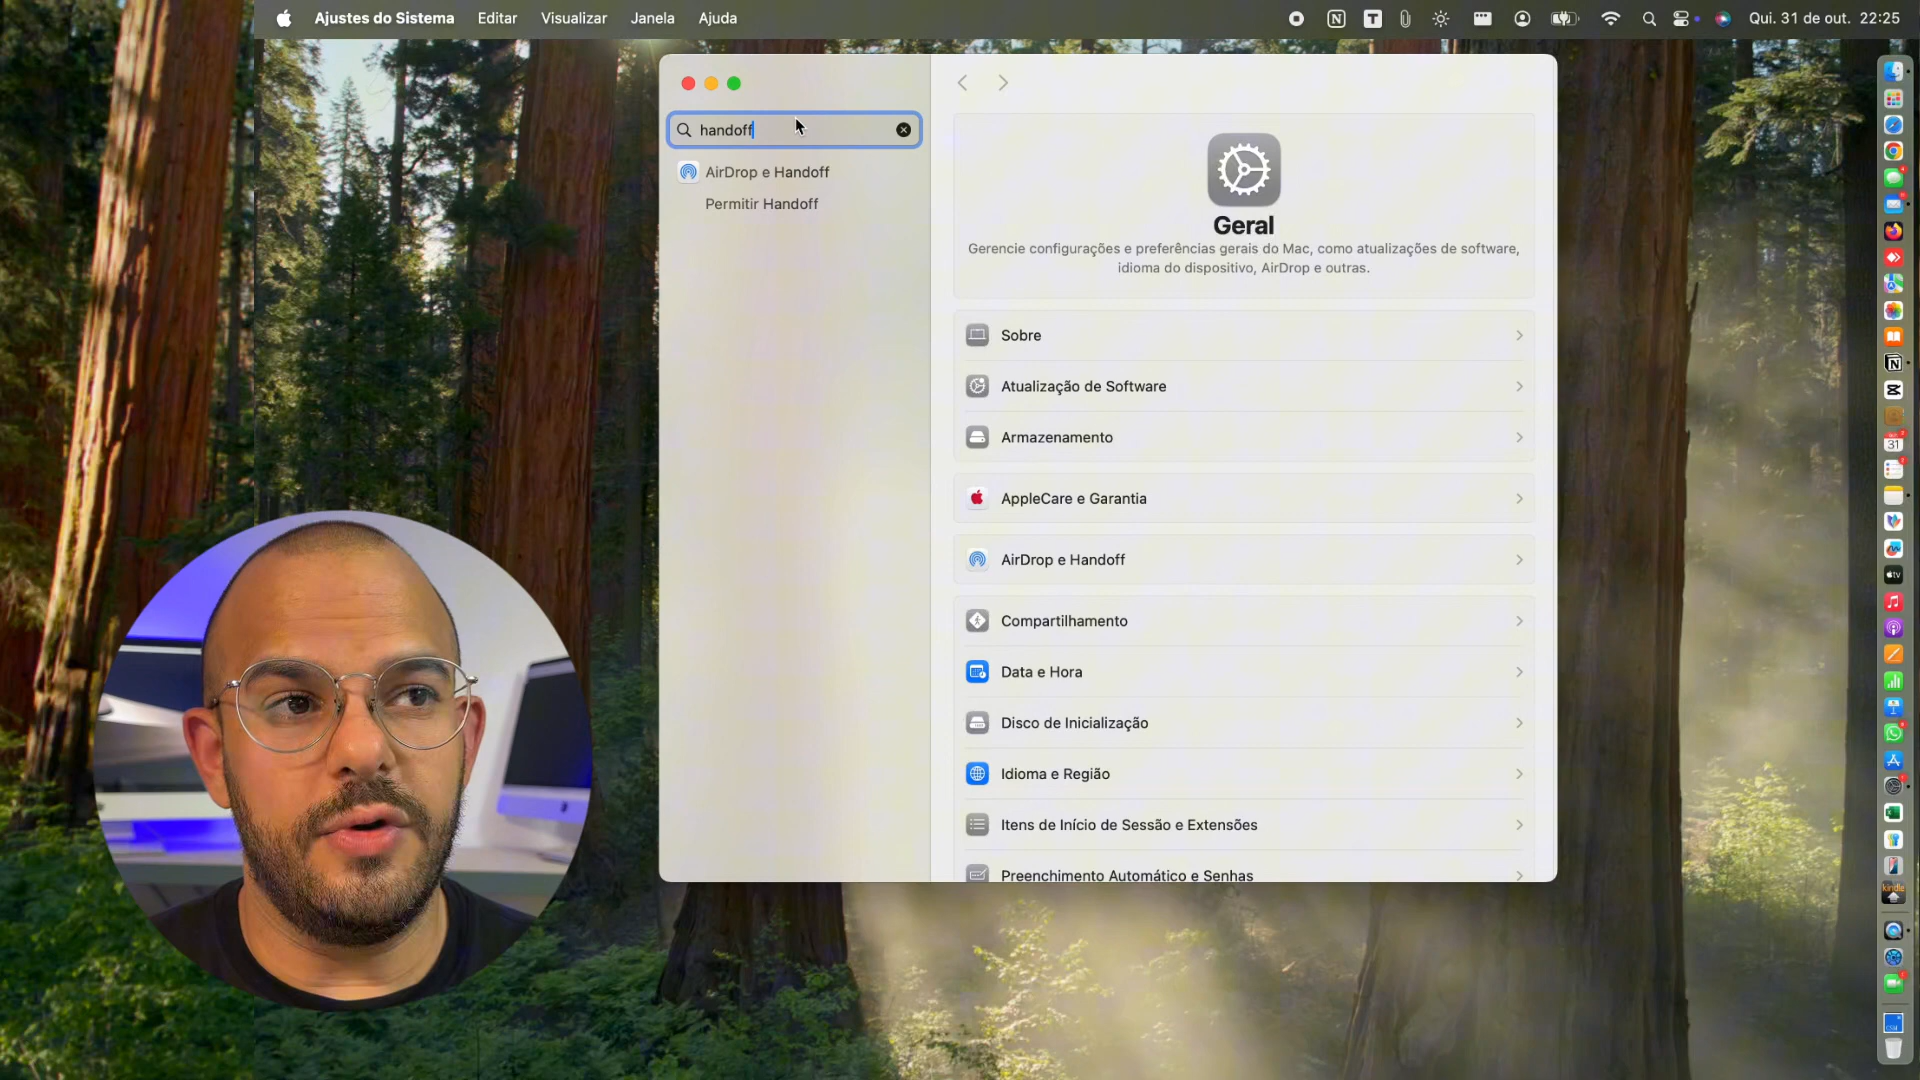 Ajustes do Sistema Editar Visualizar Janela Ajuda Qui. 31 de out. 22:25
handoff
AirDrop e Handoff
Permitir Handoff
Geral
Gerencie configurações e preferências gerais do Mac, como atualizações de software,
idioma do dispositivo, AirDrop e outras.
Sobre
Atualização de Software
Armazenamento
AppleCare e Garantia
AirDrop e Handoff
Compartilhamento
Data e Hora
Disco de Inicialização
Idioma e Região
Itens de Início de Sessão e Extensões
Preenchimento Automático e Senhas
31
tv
kindle